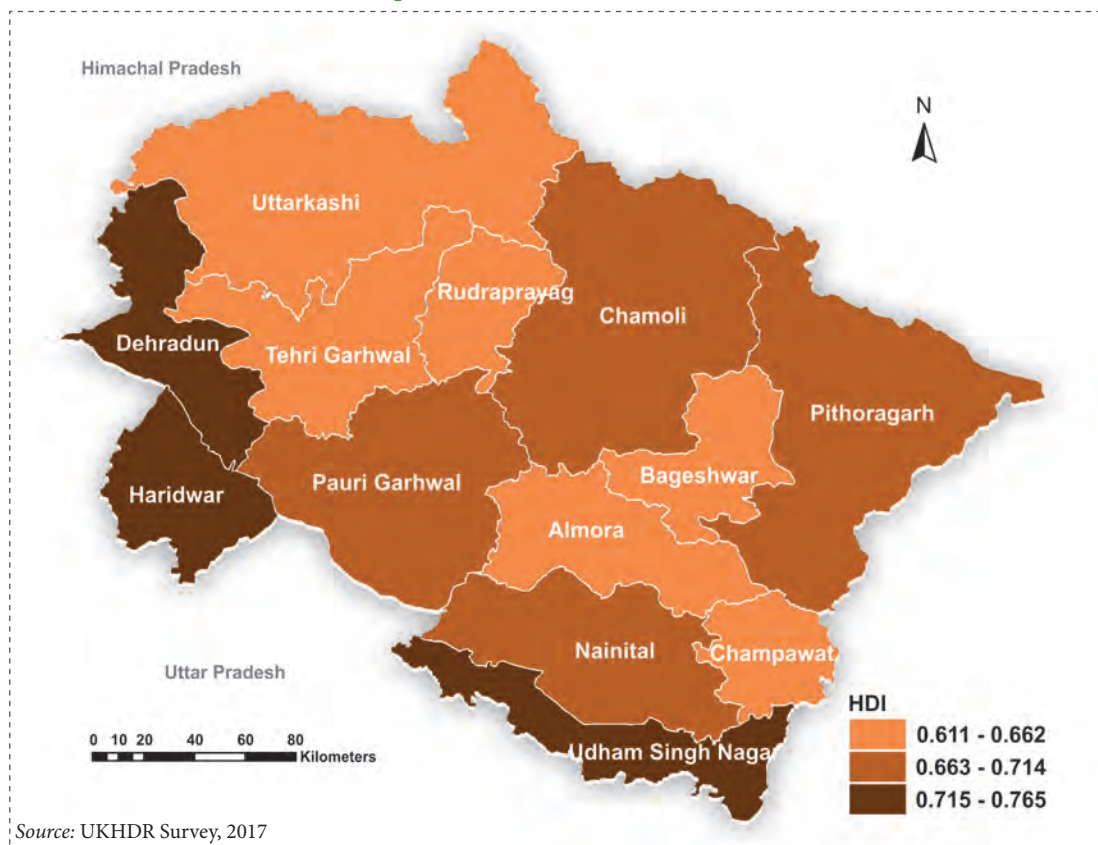 Himachal Pradesh
N
Uttarkashi
Rudraprayag
Chamoli
Dehradun
Tehri Garhwal
Pithoragarh
Pauri Garhwal
Bageshwar
Haridwar
Almora
Nainital
Champawat
Uttar Pradesh
HDI
0.611 - 0.662
0.663 - 0.714
0.715 - 0.765
0 10 20 40 60 80
Kilometers
Udham Singh Nagar
Source: UKHDR Survey, 2017